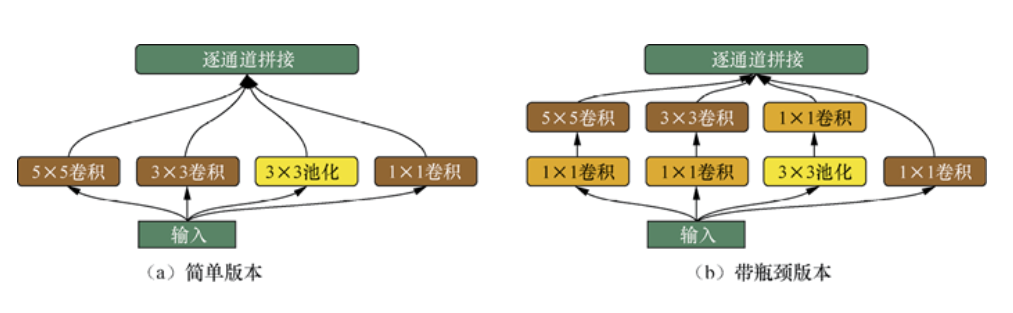 逐通道拼接
5×5卷积
3×3卷积
3×3池化
1×1卷积
输入
（a）简单版本
逐通道拼接
5×5卷积
3×3卷积
1×1卷积
1×1卷积
1×1卷积
3×3池化
1×1卷积
输入
（b）带瓶颈版本